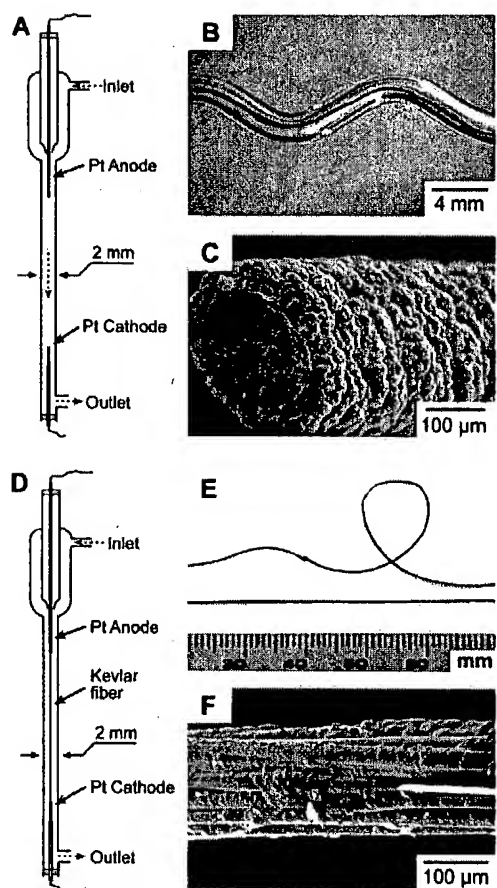 A
Inlet
Pt Anode
2 mm
Pt Cathode
Outlet
B
4 mm
C
100 µm
D
Inlet
Pt Anode
Kevlar
fiber
2 mm
Pt Cathode
Outlet
E
mm
F
100 µm